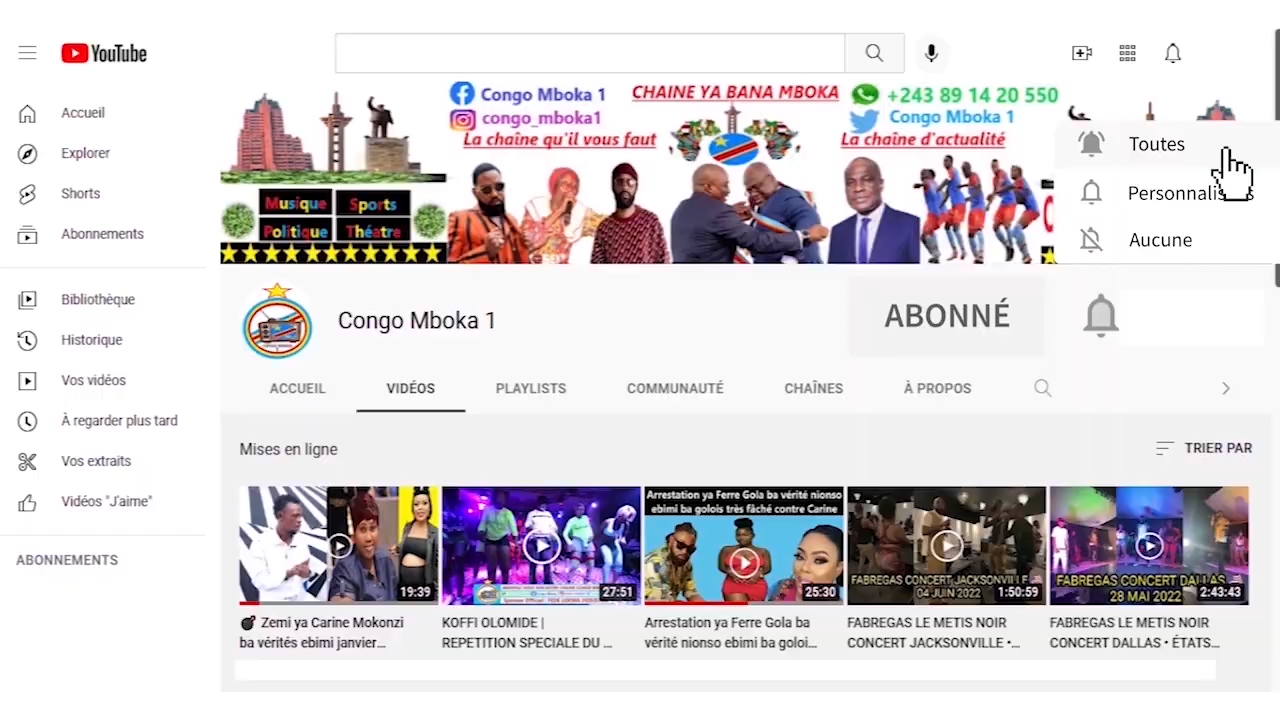 YouTube
Accueil
Explorer
Shorts
Abonnements
Bibliothèque
Historique
Vos vidéos
À regarder plus tard
Vos extraits
Vidéos "J'aime"
ABONNEMENTS
Congo Mboka 1
congo_mboka1
La chaîne qu'il vous faut
CHAINE YA BANA MBOKA
+243 89 14 20 550
Congo Mboka 1
La chaîne d'actualité
Musique
Sports
Politique
Théatre
Toutes
Aucune
Congo Mboka 1
ABONNÉ
ACCUEIL
VIDÉOS
PLAYLISTS
COMMUNAUTÉ
CHAÎNES
À PROPOS
Mises en ligne
TRIER PAR
19:39
27:51
Arrestation ya Ferre Gola ba vérité nionso
ebimi ba golois très fâché contre Carine
25:30
FABREGAS CONCERT JACKSONVILLE
04 JUIN 2022
1:50:59
FABREGAS CONCERT DALLAS
28 MAI 2022
2:43:43
Zemi ya Carine Mokonzi
ba vérités ebimi janvier...
KOFFI OLOMIDE |
REPETITION SPECIALE DU ...
Arrestation ya Ferre Gola ba
vérité nionso ebimi ba goloi...
FABREGAS LE METIS NOIR
CONCERT JACKSONVILLE •...
FABREGAS LE METIS NOIR
CONCERT DALLAS • ÉTATS...